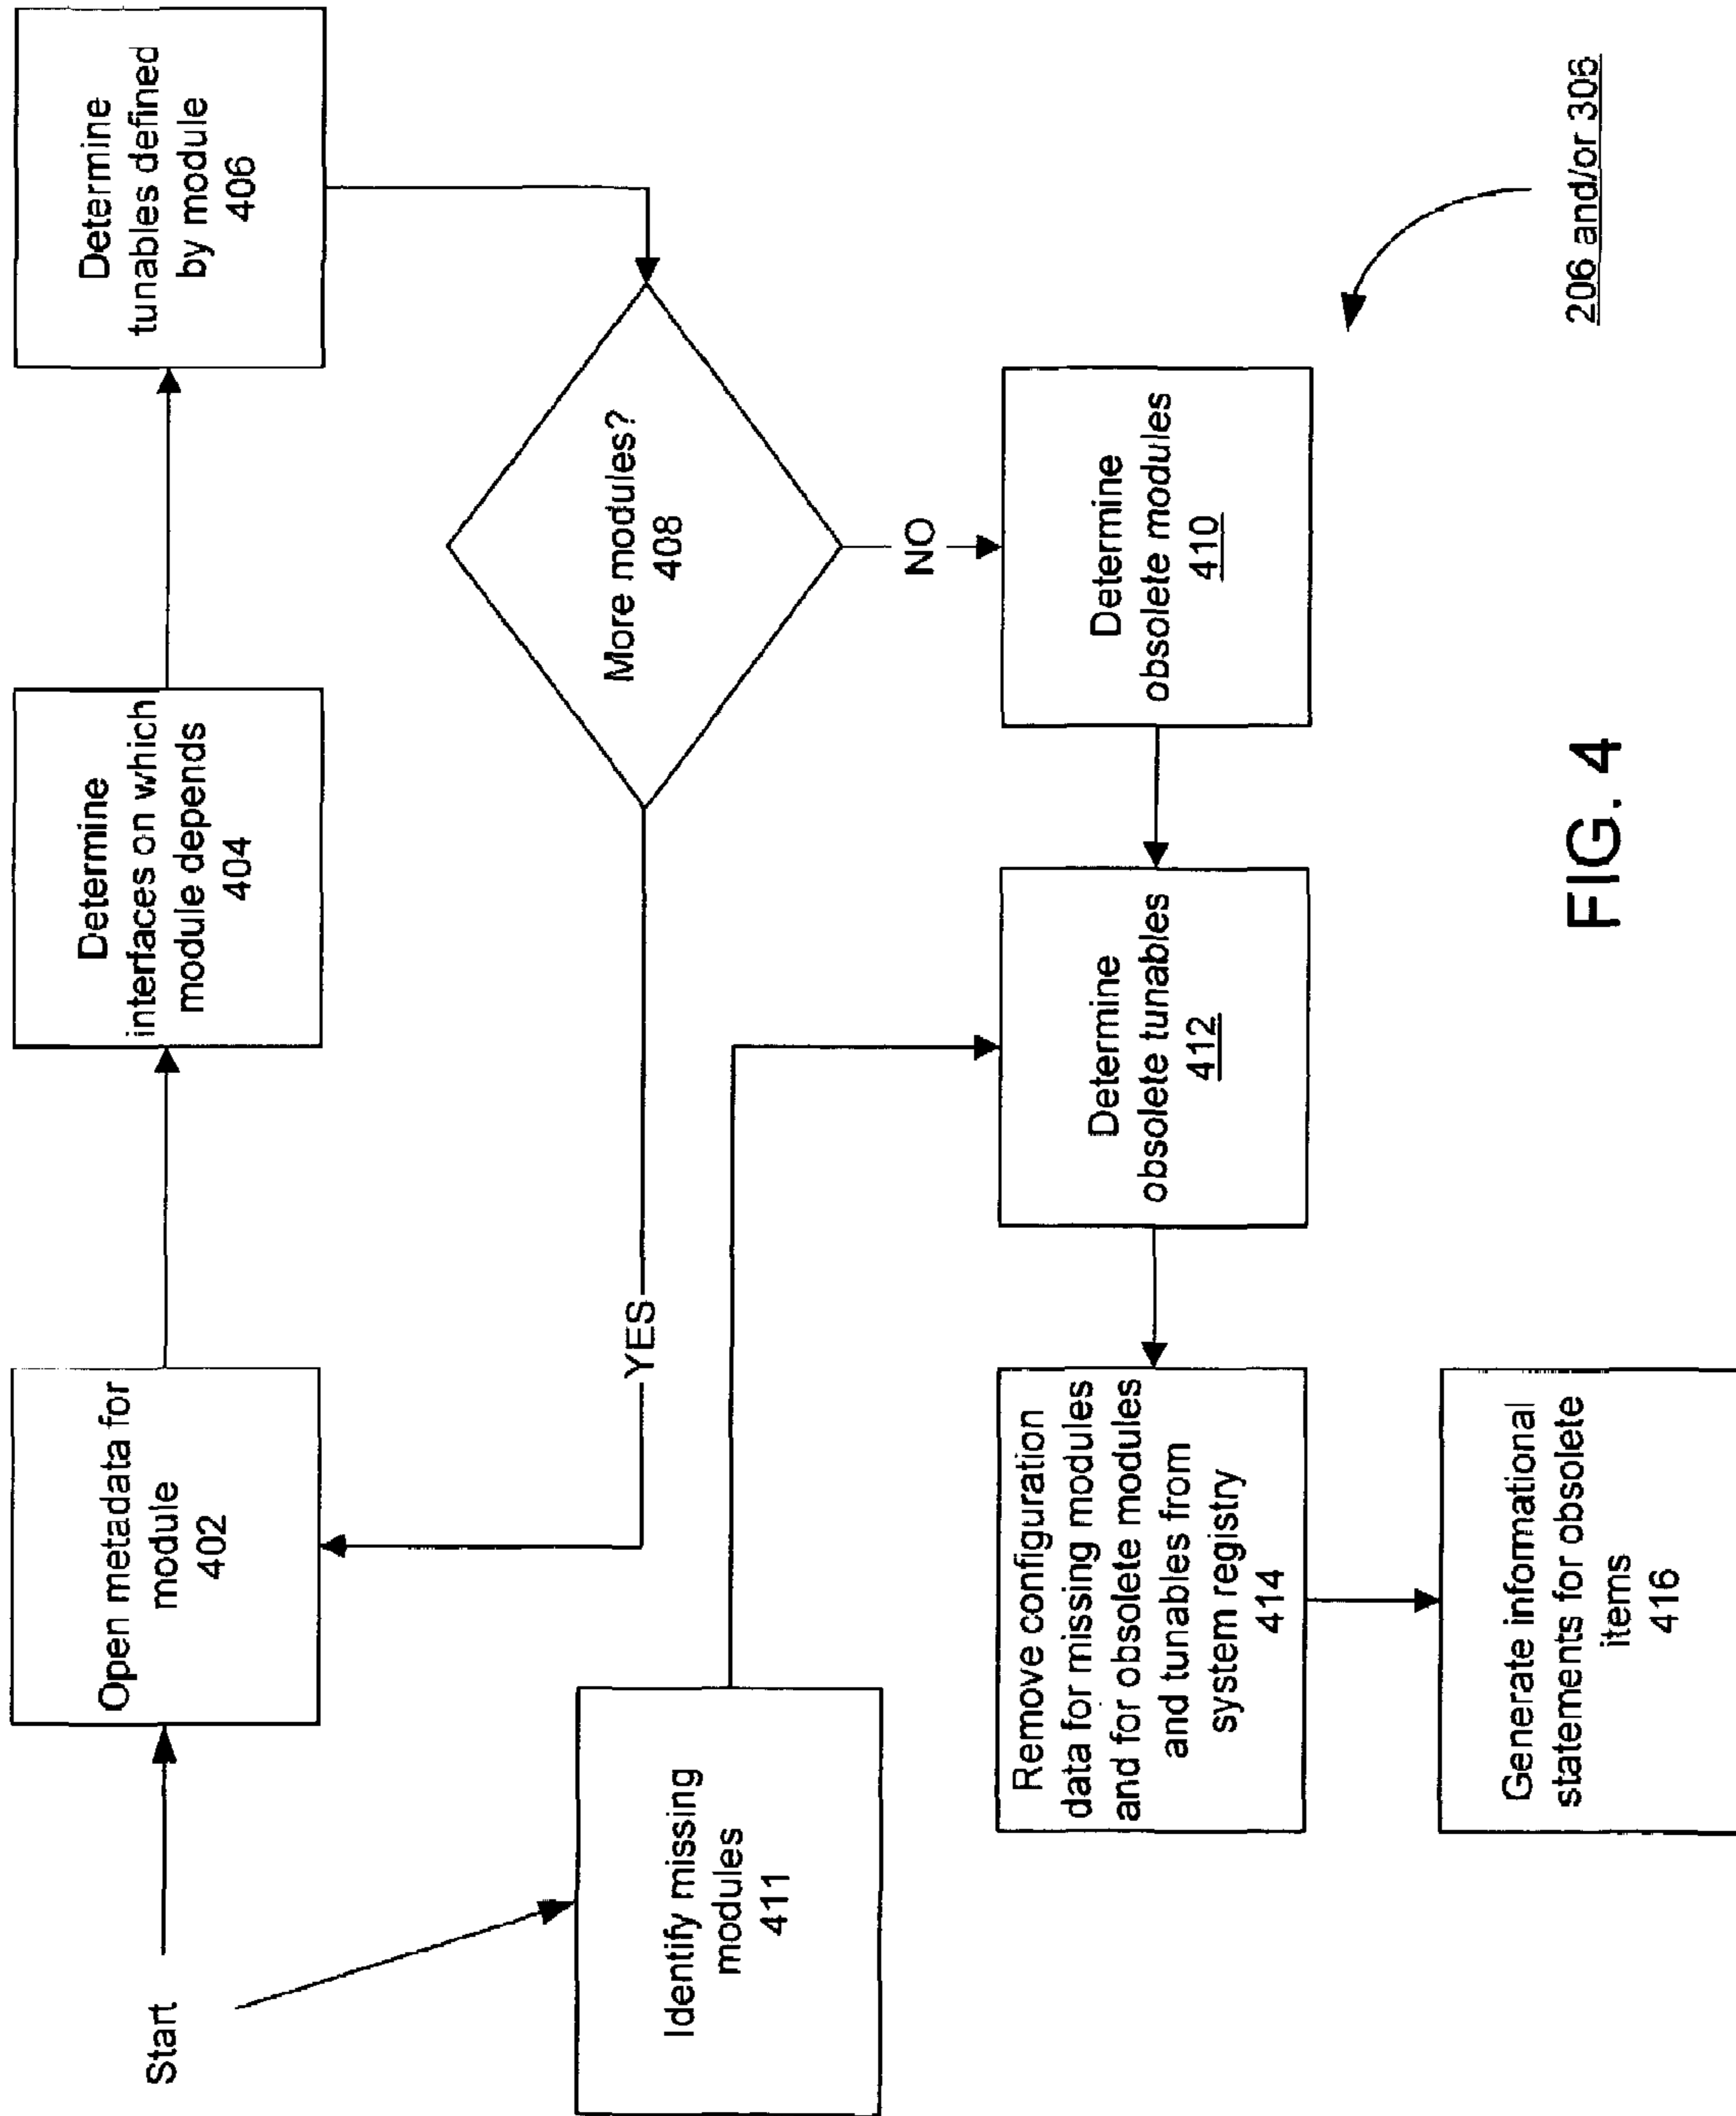 Start
Open metadata for
module
402
Determine
interfaces on which
module depends
404
Determine
tunables defined
by module
406
More modules?
408
YES
NO
Identify missing
modules
411
Determine
obsolete modules
410
Determine
obsolete tunables
412
Remove configuration
data for missing modules
and for obsolete modules
and tunables from
system registry
414
Generate informational
statements for obsolete
items
416
206 and/or 306
FIG. 4